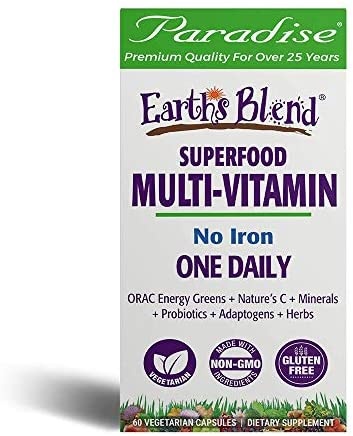 Paradise®
Premium Quality For Over 25 Years
Earth's Blend®
SUPERFOOD
MULTI-VITAMIN
No Iron
ONE DAILY
ORAC Energy Greens + Nature's C + Minerals
+ Probiotics + Adaptogens + Herbs
VEGETARIAN
MADE WITH
NON-GMO
INGREDIENTS
GLUTEN
FREE
60 VEGETARIAN CAPSULES | DIETARY SUPPLEMENT